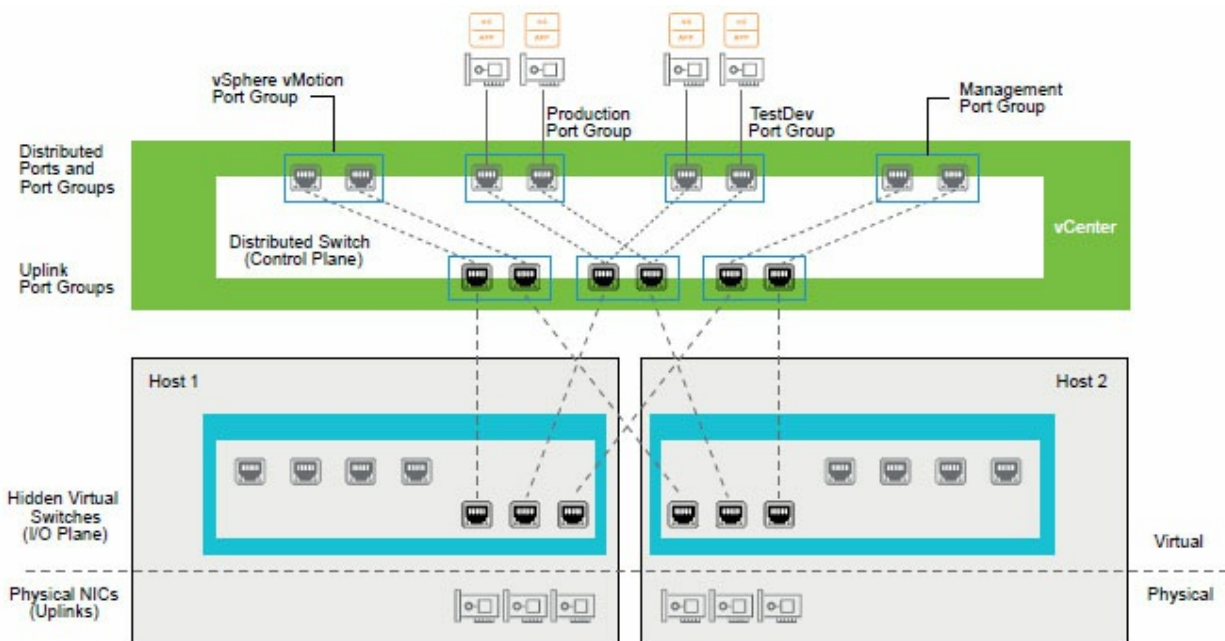 vSphere vMotion
Port Group
Production
Port Group
TestDev
Port Group
Management
Port Group
Distributed
Ports and
Port Groups
vCenter
Distributed Switch
(Control Plane)
Uplink
Port Groups
Host 1
Host 2
Hidden Virtual
Switches
(I/O Plane)
Virtual
Physical NICs
(Uplinks)
Physical